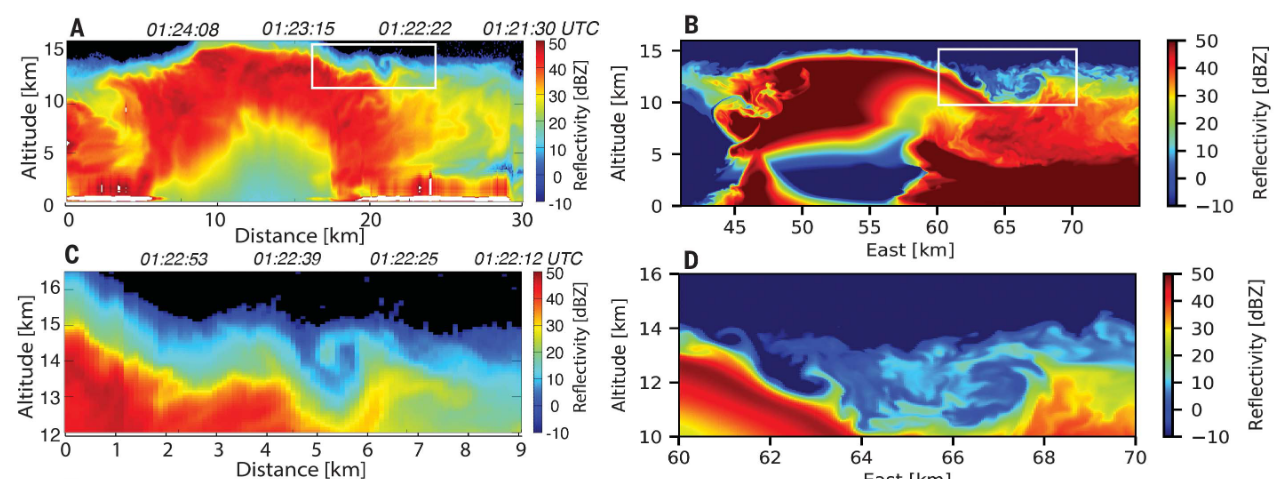 A
01:24:08 01:23:15 01:22:22 01:21:30 UTC
15
10
5
0
Altitude [km]
0 10 20 30
Distance [km]
50
40
30
20
10
0
-10
Reflectivity [dBZ]
B
15
10
5
0
Altitude [km]
45 50 55 60 65 70
East [km]
50
40
30
20
10
0
−10
Reflectivity [dBZ]
C
01:22:53 01:22:39 01:22:25 01:22:12 UTC
16
15
14
13
12
Altitude [km]
0 1 2 3 4 5 6 7 8 9
Distance [km]
50
40
30
20
10
0
-10
Reflectivity [dBZ]
D
16
14
12
10
Altitude [km]
60 62 64 66 68 70
East [km]
50
40
30
20
10
0
−10
Reflectivity [dBZ]